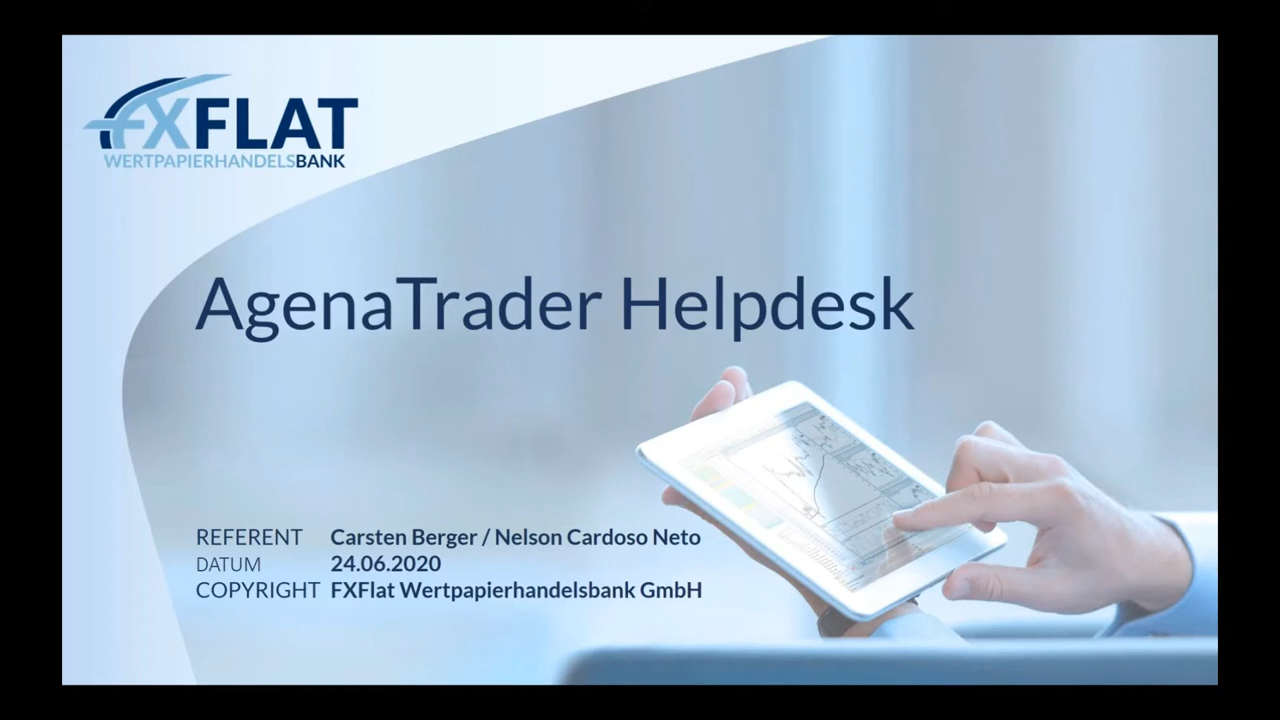 FXFLAT
WERTPAPIERHANDELSBANK
AgenaTrader Helpdesk
REFERENT Carsten Berger / Nelson Cardoso Neto
DATUM 24.06.2020
COPYRIGHT FXFlat Wertpapierhandelsbank GmbH